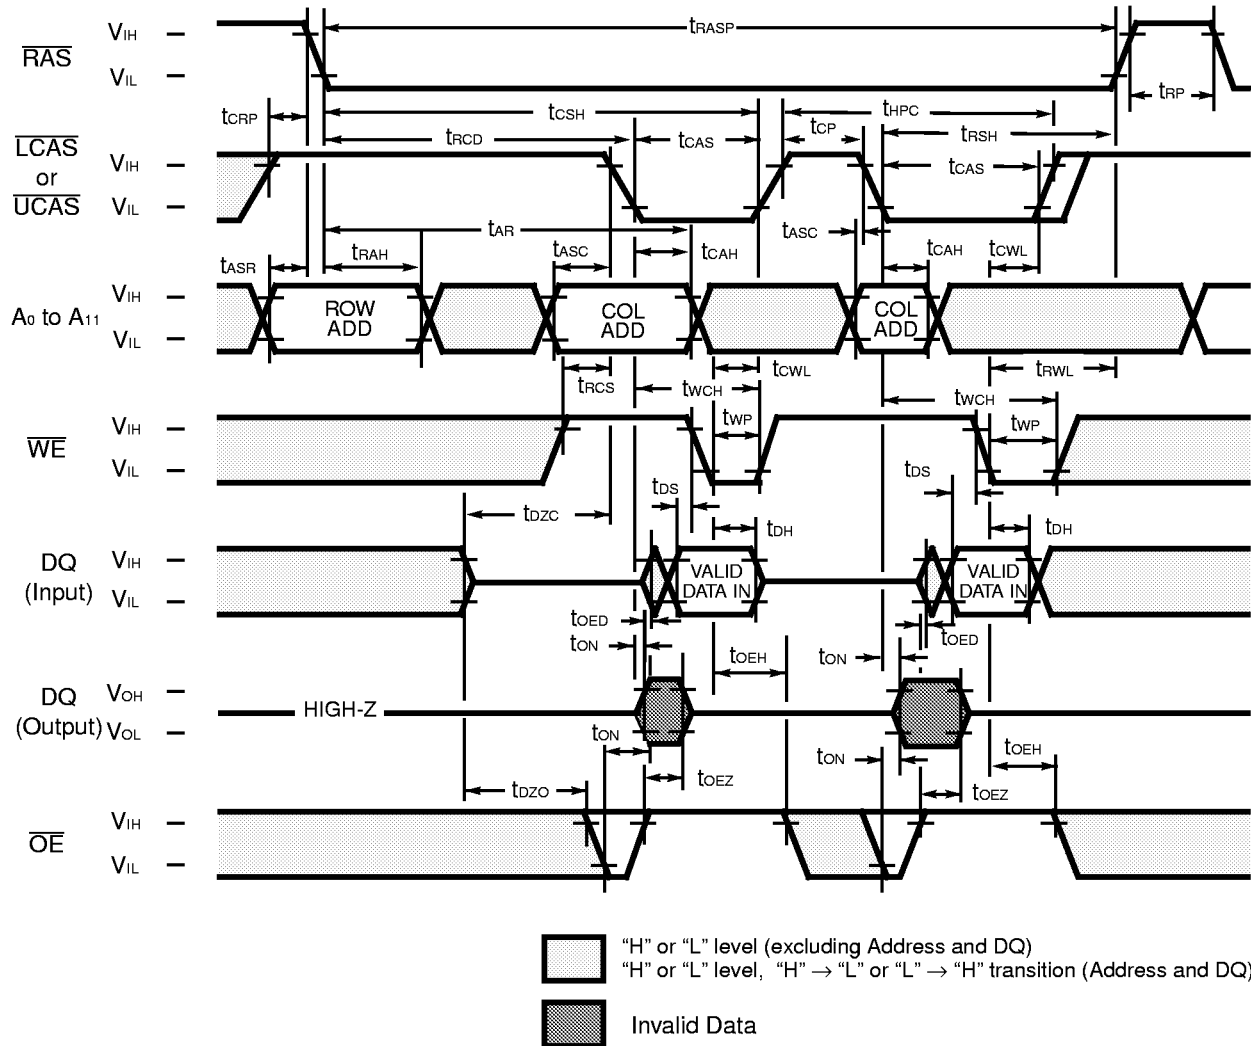 VIH
RAS
VIL
tRASP
tRP
tCRP
tCSH
tHPC
tRCD
tCAS
tCP
tRSH
LCAS
or
UCAS
VIH
VIL
tCAS
tAR
tASC
tASR
tRAH
tASC
tCAH
tCAH
tCWL
A0 to A11
VIH
VIL
ROW
ADD
COL
ADD
COL
ADD
tRCS
tWCH
tCWL
tRWL
tWCH
WE
VIH
VIL
tWP
tWP
tDZC
tDS
tDH
tDS
tDH
DQ
(Input)
VIH
VIL
VALID
DATA IN
VALID
DATA IN
tOED
tON
tOEH
tON
tOED
DQ
(Output)
VOH
VOL
HIGH-Z
tON
tOEZ
tON
tOEH
tDZO
tOEZ
OE
VIH
VIL
“H” or “L” level (excluding Address and DQ)
“H” or “L” level, “H” → “L” or “L” → “H” transition (Address and DQ)
Invalid Data